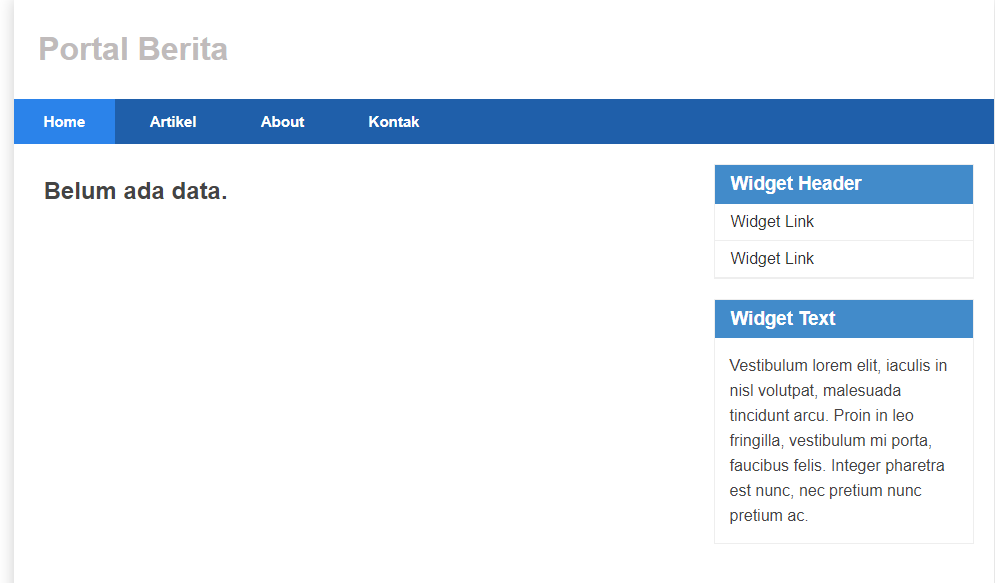 Portal Berita
Home Artikel About Kontak
Belum ada data.
Widget Header
Widget Link
Widget Link
Widget Text
Vestibulum lorem elit, iaculis in
nisl volutpat, malesuada
tincidunt arcu. Proin in leo
fringilla, vestibulum mi porta,
faucibus felis. Integer pharetra
est nunc, nec pretium nunc
pretium ac.